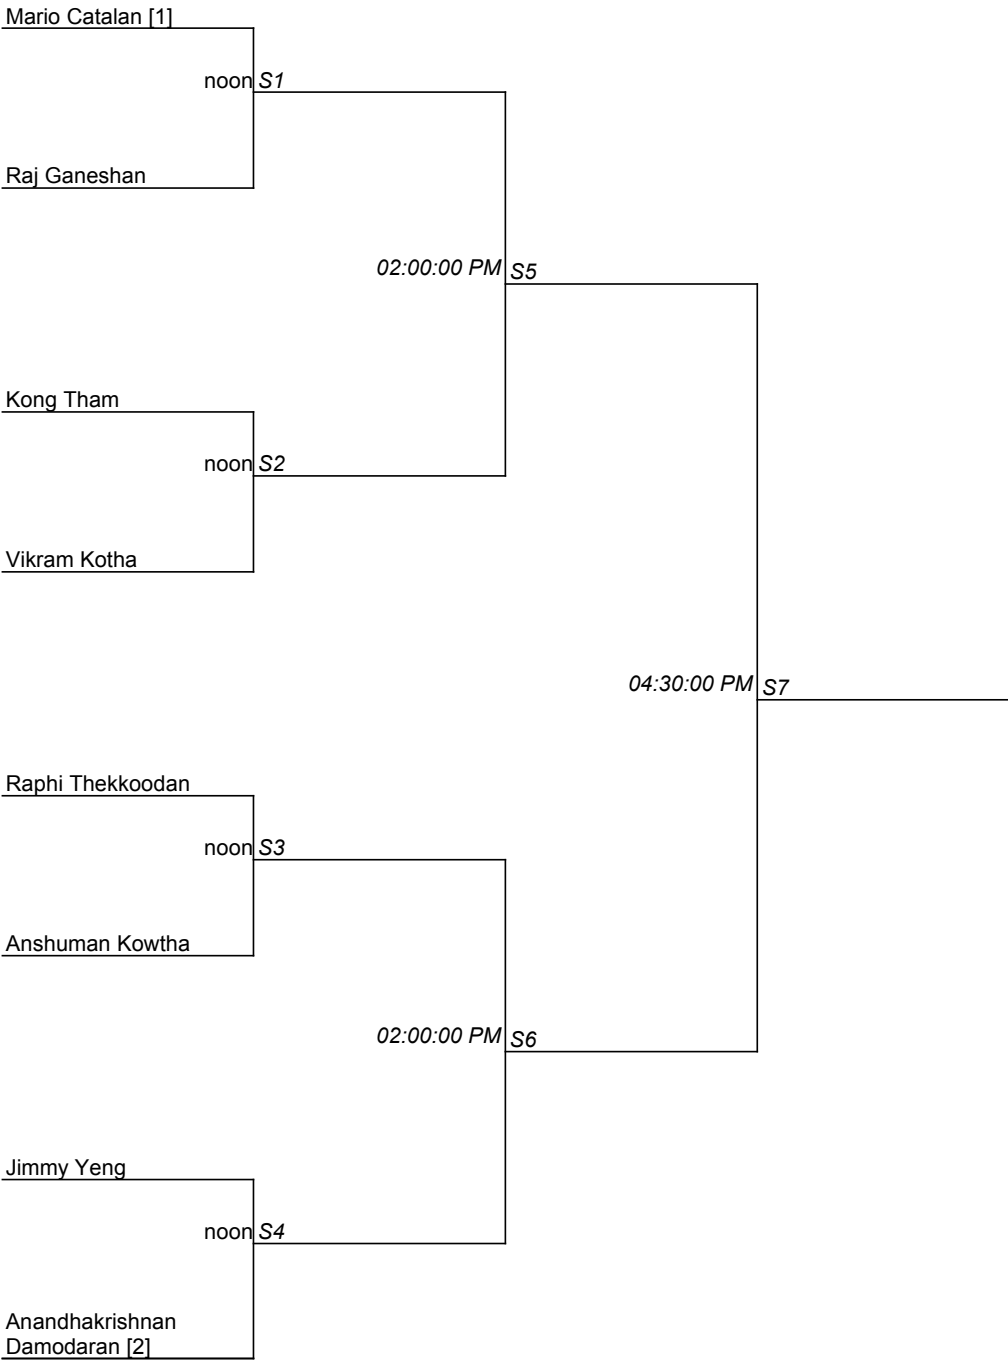 Mario Catalan [1]
noon S1
Raj Ganeshan
02:00:00 PM S5
Kong Tham
noon S2
Vikram Kotha
04:30:00 PM S7
Raphi Thekkoodan
noon S3
Anshuman Kowtha
02:00:00 PM S6
Jimmy Yeng
noon S4
Anandhakrishnan
Damodaran [2]